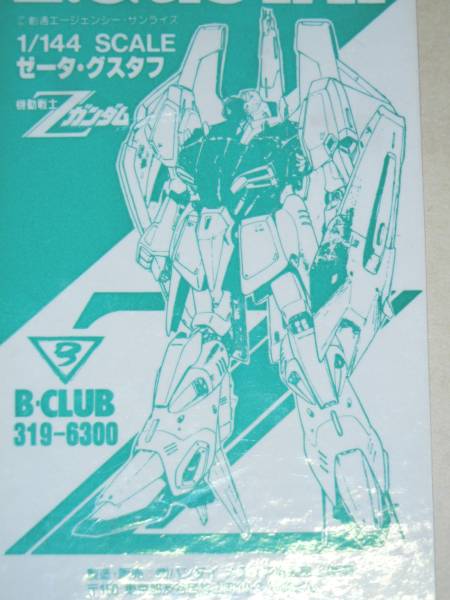 ©創通エージェンシー・サンライズ
1/144 SCALE
ゼータ・グスタフ
機動戦士
Zガンダム
B-CLUB
319-6300